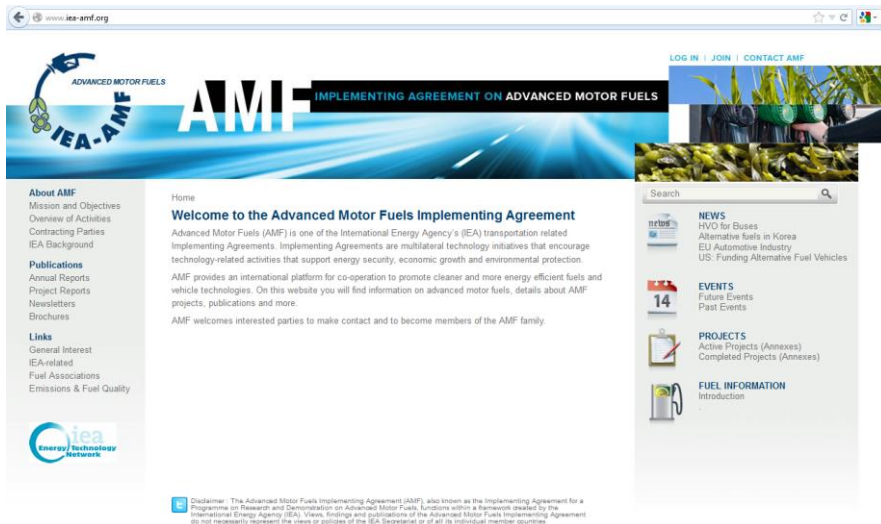 www.iea-amf.org
LOG IN | JOIN | CONTACT AMF
ADVANCED MOTOR FUELS
IEA-AMF
AMF IMPLEMENTING AGREEMENT ON ADVANCED MOTOR FUELS
About AMF
Mission and Objectives
Overview of Activities
Contracting Parties
IEA Background
Publications
Annual Reports
Project Reports
Newsletters
Brochures
Links
General Interest
IEA-related
Fuel Associations
Emissions & Fuel Quality
iea
Energy Technology
Network
Home
Welcome to the Advanced Motor Fuels Implementing Agreement
Advanced Motor Fuels (AMF) is one of the International Energy Agency's (IEA) transportation related
Implementing Agreements. Implementing Agreements are multilateral technology initiatives that encourage
technology-related activities that support energy security, economic growth and environmental protection.
AMF provides an international platform for co-operation to promote cleaner and more energy efficient fuels and
vehicle technologies. On this website you will find information on advanced motor fuels, details about AMF
projects, publications and more.
AMF welcomes interested parties to make contact and to become members of the AMF family.
Search
news
NEWS
HVO for Buses
Alternative fuels in Korea
EU Automotive Industry
US: Funding Alternative Fuel Vehicles
14
EVENTS
Future Events
Past Events
PROJECTS
Active Projects (Annexes)
Completed Projects (Annexes)
FUEL INFORMATION
Introduction
Disclaimer : The Advanced Motor Fuels Implementing Agreement (AMF), also known as the Implementing Agreement for a
Programme on Research and Demonstration on Advanced Motor Fuels, functions within a framework created by the
International Energy Agency (IEA). Views, findings and publications of the Advanced Motor Fuels Implementing Agreement
do not necessarily represent the views or policies of the IEA Secretariat or of all its individual member countries